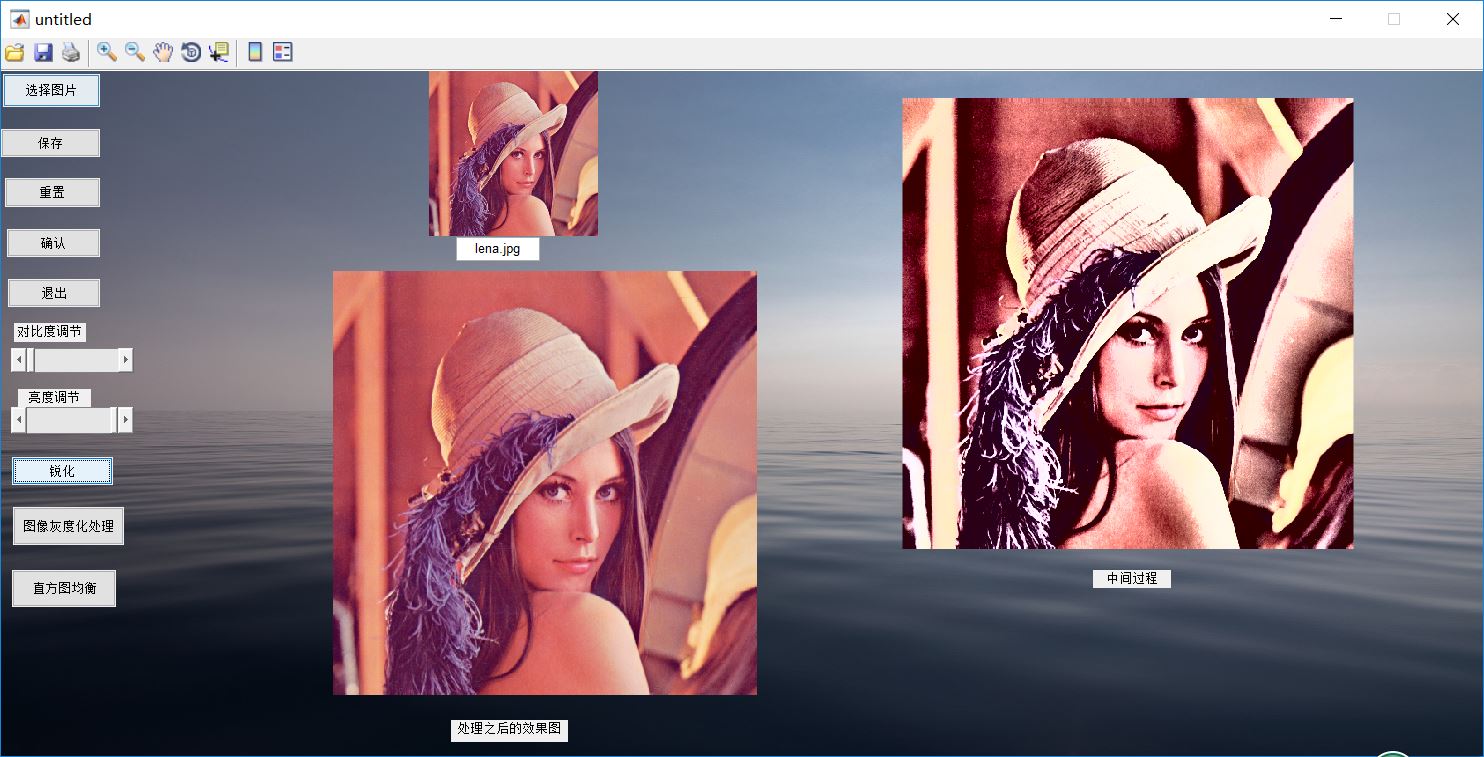 untitled
选择图片
保存
重置
确认
退出
对比度调节
亮度调节
锐化
图像灰度化处理
直方图均衡
lena.jpg
处理之后的效果图
中间过程